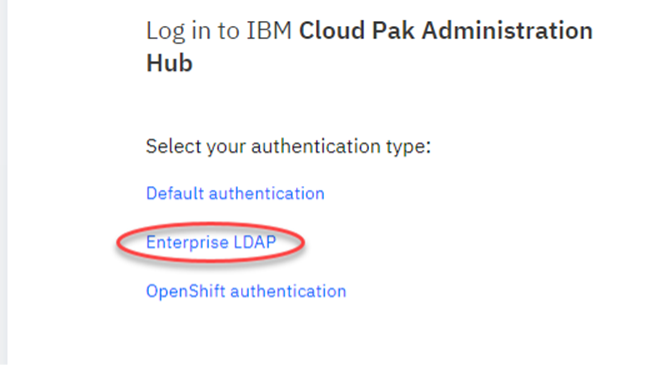 Log in to IBM Cloud Pak Administration
Hub
Select your authentication type:
Default authentication
Enterprise LDAP
OpenShift authentication